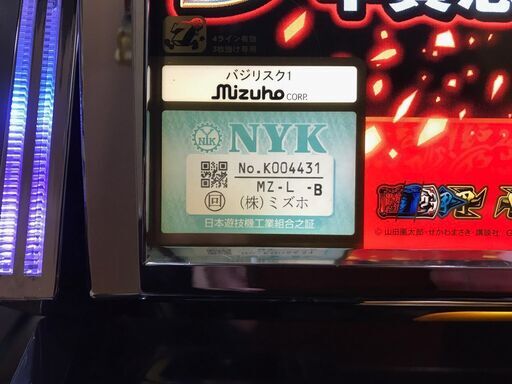 4ライン有効
3枚掛け専用
バジリスク1
Mizuho CORP.
NYK
No.K004431
MZ-L -B
回 (株)ミズホ
日本遊技機工業組合之証
©山田風太郎・せがわまさき・講談社